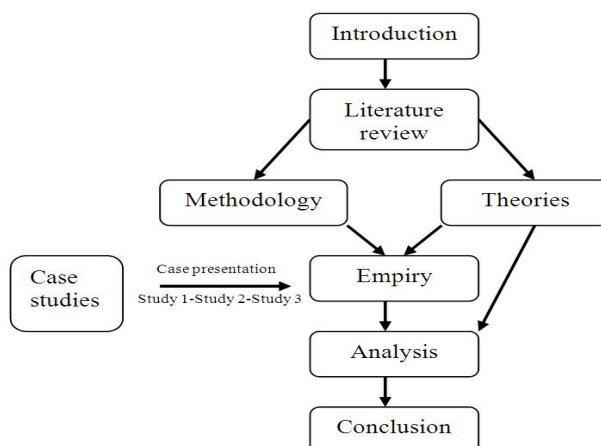 Introduction
Literature
review
Methodology
Theories
Case
studies
Case presentation
Study 1-Study 2-Study 3
Empiry
Analysis
Conclusion